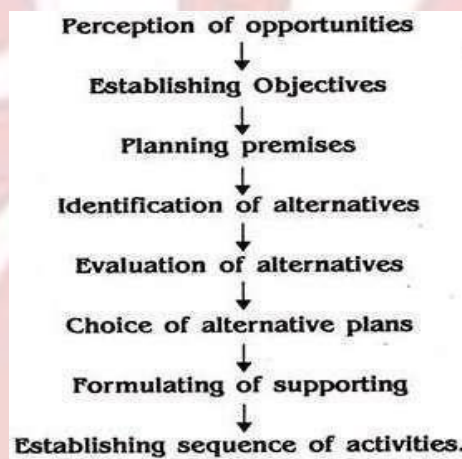 Perception of opportunities
Establishing Objectives
Planning premises
Identification of alternatives
Evaluation of alternatives
Choice of alternative plans
Formulating of supporting
Establishing sequence of activities.